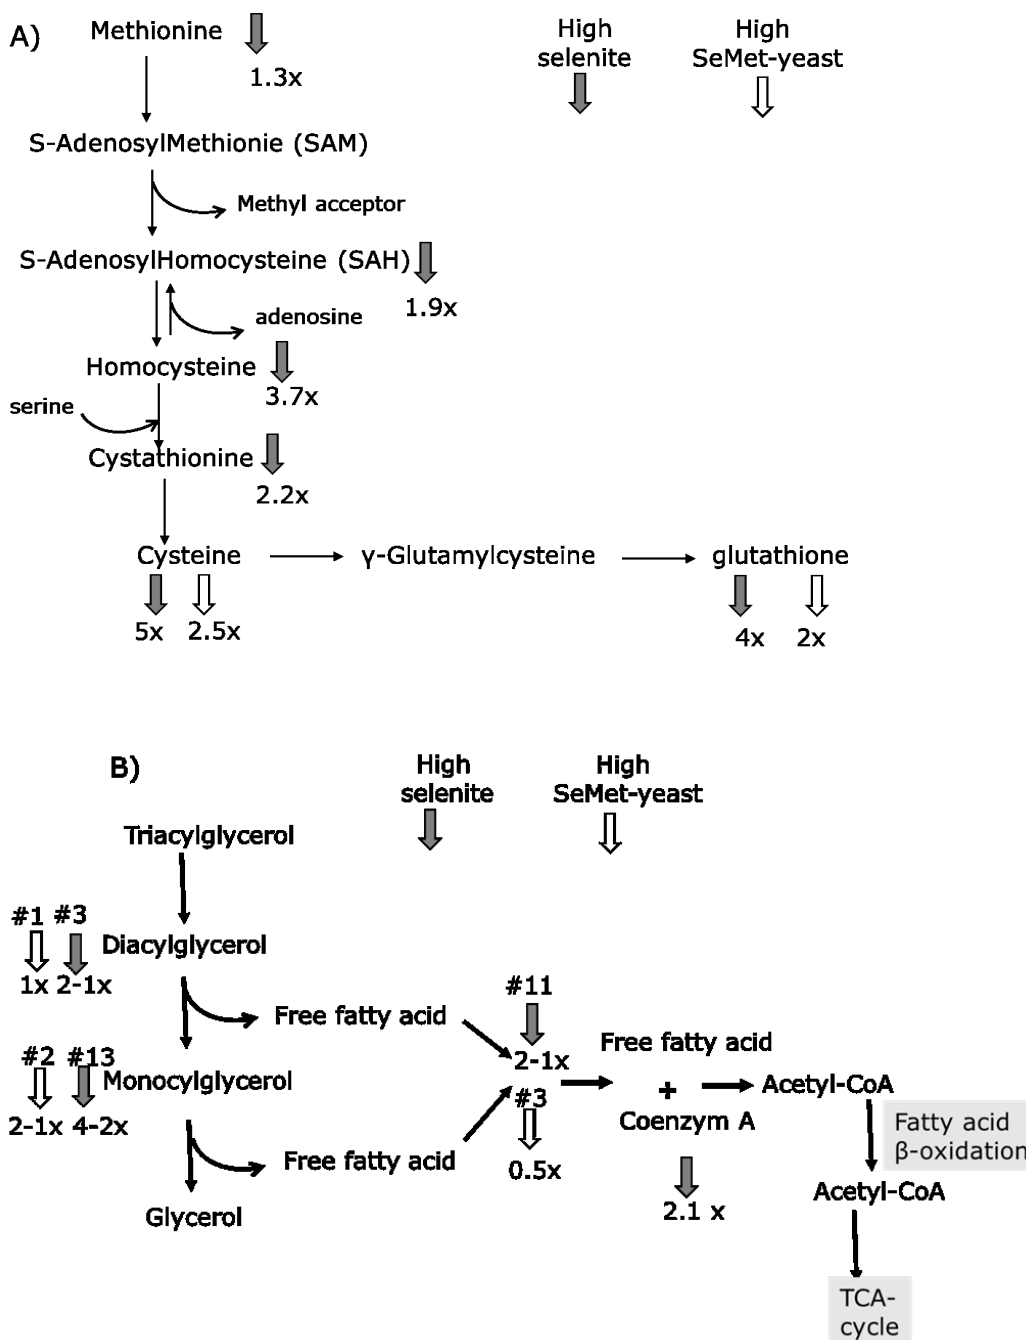 A)
Methionine
1.3x
High
selenite
High
SeMet-yeast
S-AdenosylMethionie (SAM)
Methyl acceptor
S-AdenosylHomocysteine (SAH)
1.9x
adenosine
Homocysteine
3.7x
serine
Cystathionine
2.2x
Cysteine
γ-Glutamylcysteine
glutathione
5x
2.5x
4x
2x
B)
High
selenite
High
SeMet-yeast
Triacylglycerol
#1
#3
Diacylglycerol
1x
2-1x
Free fatty acid
#11
2-1x
#2
#13
Monocylglycerol
2-1x
4-2x
#3
0.5x
Free fatty acid
+
Coenzym A
2.1 x
Acetyl-CoA
Fatty acid
β-oxidation
Free fatty acid
Acetyl-CoA
Glycerol
TCA-
cycle